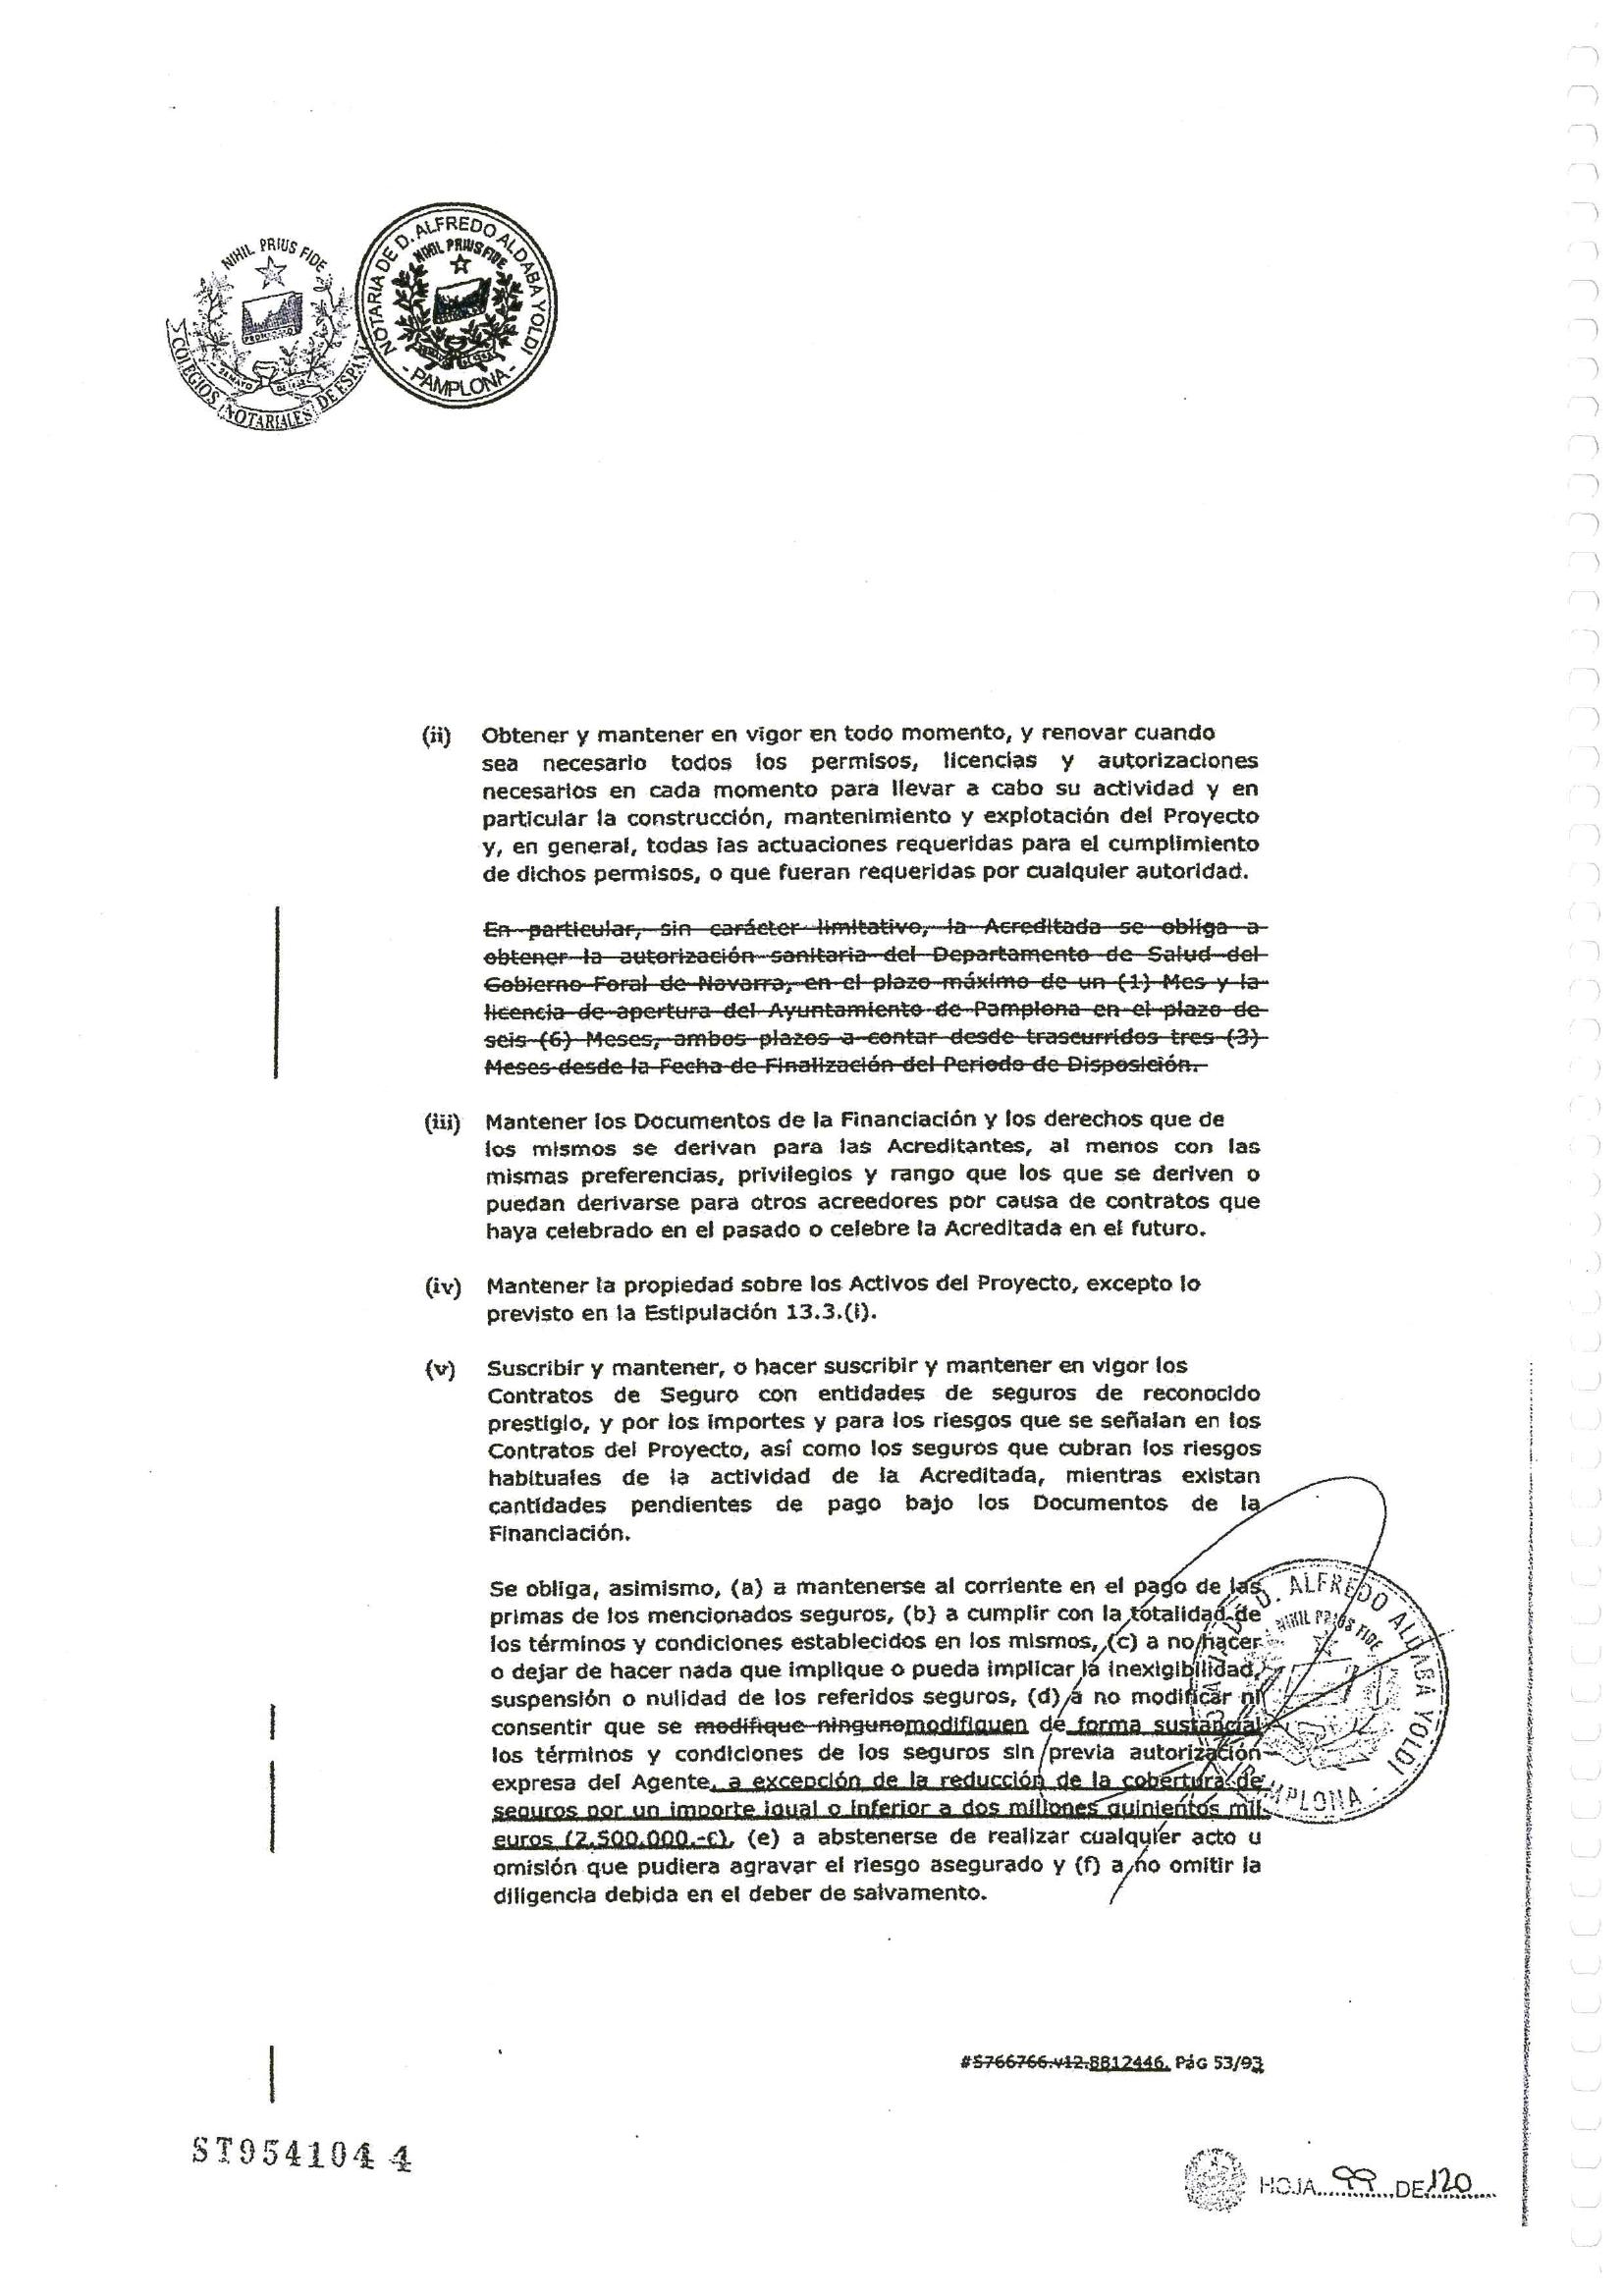 NIHIL PRIUS FIDE
COLEGIOS NOTARIALES DE ESPAÑA
NOTARIA DE D. ALFREDO ALDABA YOLDI
NIHIL PRIUS FIDE
- PAMPLONA -
(ii) Obtener y mantener en vigor en todo momento, y renovar cuando
sea necesario todos los permisos, licencias y autorizaciones
necesarios en cada momento para llevar a cabo su actividad y en
particular la construcción, mantenimiento y explotación del Proyecto
y, en general, todas las actuaciones requeridas para el cumplimiento
de dichos permisos, o que fueran requeridas por cualquier autoridad.
En particular, sin carácter limitativo, la Acreditada se obliga a
obtener la autorización sanitaria del Departamento de Salud del
Gobierno Foral de Navarra, en el plazo máximo de un (1) Mes y la
licencia de apertura del Ayuntamiento de Pamplona en el plazo de
seis (6) Meses, ambos plazos a contar desde trascurridos tres (3)
Meses desde la Fecha de Finalización del Periodo de Disposición.
(iii) Mantener los Documentos de la Financiación y los derechos que de
los mismos se derivan para las Acreditantes, al menos con las
mismas preferencias, privilegios y rango que los que se deriven o
puedan derivarse para otros acreedores por causa de contratos que
haya celebrado en el pasado o celebre la Acreditada en el futuro.
(iv) Mantener la propiedad sobre los Activos del Proyecto, excepto lo
previsto en la Estipulación 13.3.(i).
(v) Suscribir y mantener, o hacer suscribir y mantener en vigor los
Contratos de Seguro con entidades de seguros de reconocido
prestigio, y por los importes y para los riesgos que se señalan en los
Contratos del Proyecto, así como los seguros que cubran los riesgos
habituales de la actividad de la Acreditada, mientras existan
cantidades pendientes de pago bajo los Documentos de la
Financiación.
Se obliga, asimismo, (a) a mantenerse al corriente en el pago de las
primas de los mencionados seguros, (b) a cumplir con la totalidad de
los términos y condiciones establecidos en los mismos, (c) a no hacer
o dejar de hacer nada que implique o pueda implicar la inexigibilidad,
suspensión o nulidad de los referidos seguros, (d) a no modificar ni
consentir que se modifique ningunomodifiquen de forma sustancial
los términos y condiciones de los seguros sin previa autorización
expresa del Agente, a excepción de la reducción de la cobertura de
seguros por un importe igual o inferior a dos millones quinientos mil
euros (2.500.000.-€), (e) a abstenerse de realizar cualquier acto u
omisión que pudiera agravar el riesgo asegurado y (f) a no omitir la
diligencia debida en el deber de salvamento.
D. ALFREDO ALDABA YOLDI
NIHIL PRIUS FIDE
PAMPLONA -
#S766766.v12.8812446. PáG 53/93
ST9541044
HOJA 99 DE 120